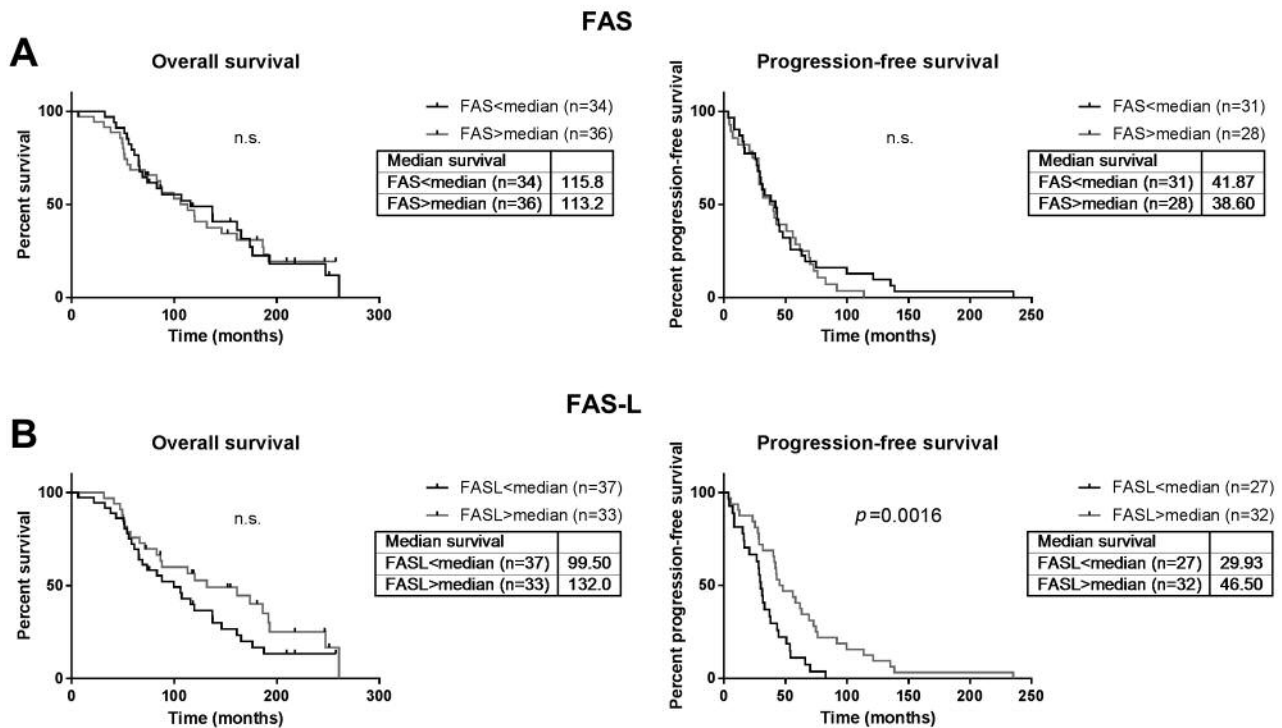 FAS
A
Overall survival
Percent survival
100
50
0
0 100 200 300
Time (months)
n.s.
FAS<median (n=34)
FAS>median (n=36)
Median survival
FAS<median (n=34) 115.8
FAS>median (n=36) 113.2
Progression-free survival
Percent progression-free survival
100
50
0
0 50 100 150 200 250
Time (months)
n.s.
FAS<median (n=31)
FAS>median (n=28)
Median survival
FAS<median (n=31) 41.87
FAS>median (n=28) 38.60
FAS-L
B
Overall survival
Percent survival
100
50
0
0 100 200 300
Time (months)
n.s.
FASL<median (n=37)
FASL>median (n=33)
Median survival
FASL<median (n=37) 99.50
FASL>median (n=33) 132.0
Progression-free survival
Percent progression-free survival
100
50
0
0 50 100 150 200 250
Time (months)
p=0.0016
FASL<median (n=27)
FASL>median (n=32)
Median survival
FASL<median (n=27) 29.93
FASL>median (n=32) 46.50